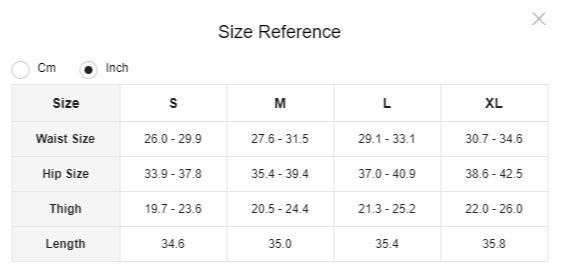 Size Reference
Cm Inch
Size S M L XL
Waist Size 26.0 - 29.9 27.6 - 31.5 29.1 - 33.1 30.7 - 34.6
Hip Size 33.9 - 37.8 35.4 - 39.4 37.0 - 40.9 38.6 - 42.5
Thigh 19.7 - 23.6 20.5 - 24.4 21.3 - 25.2 22.0 - 26.0
Length 34.6 35.0 35.4 35.8